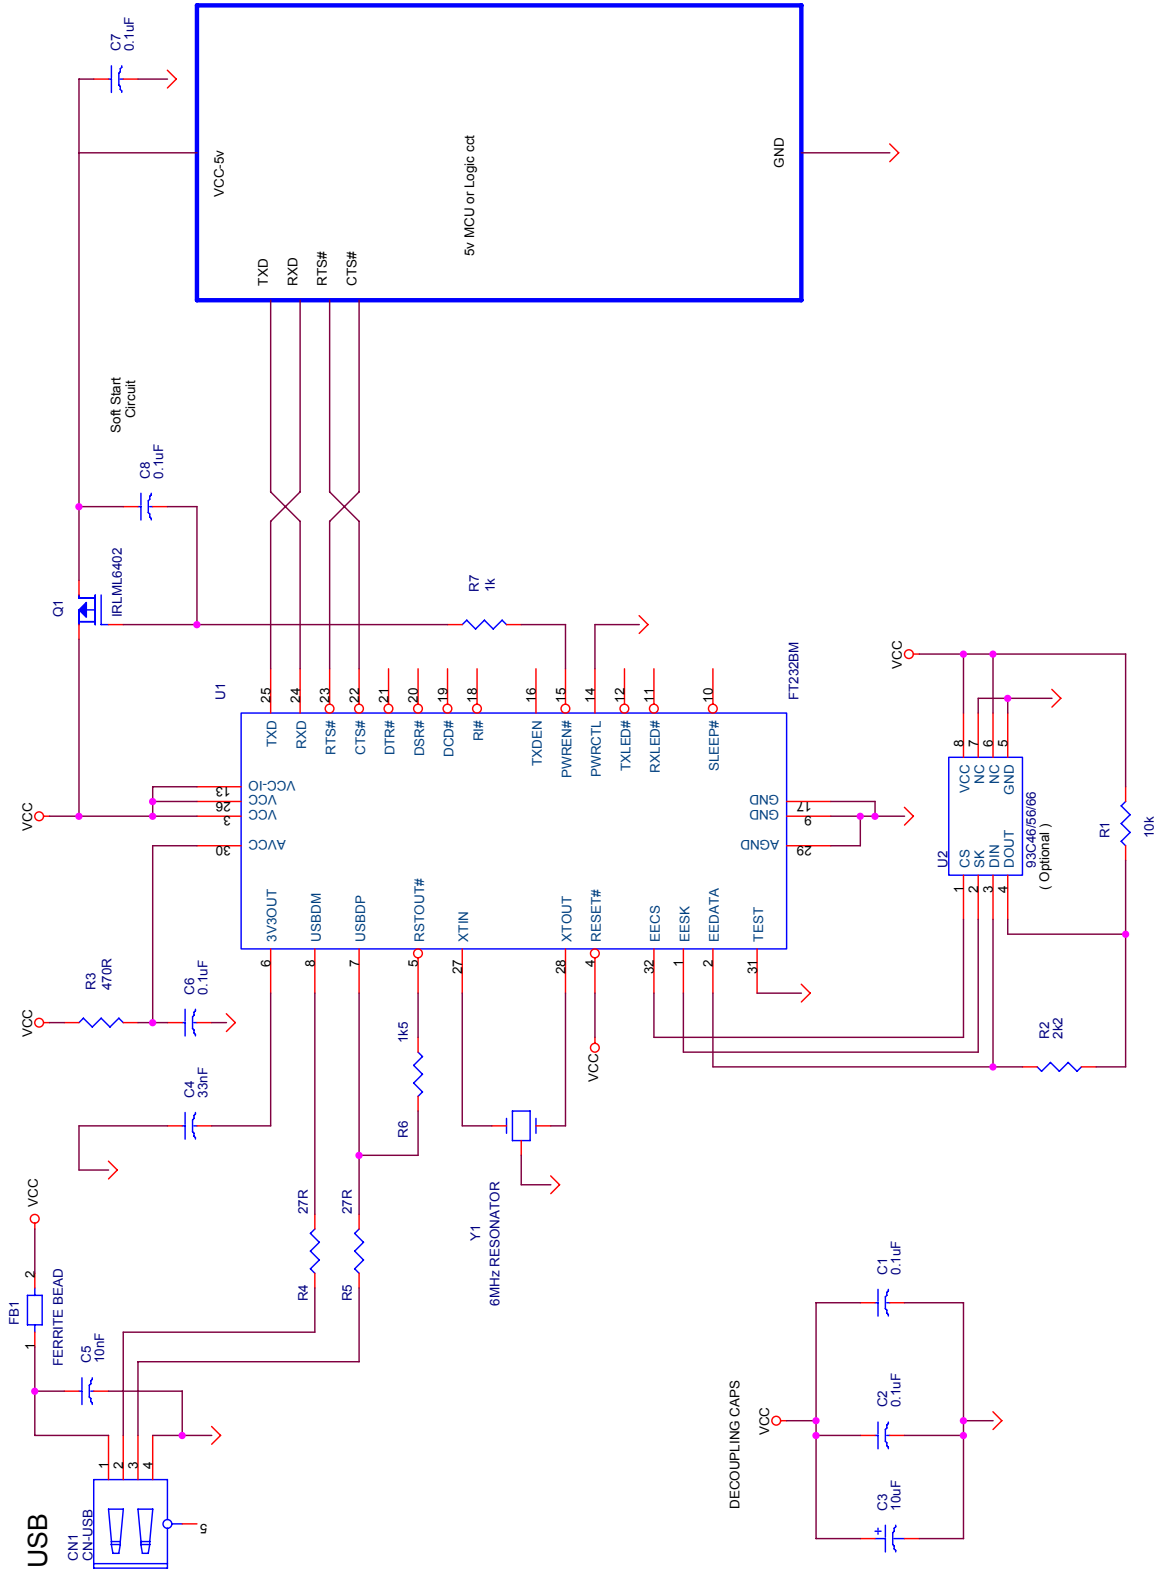 USB
CN1
CN-USB
1
2
3
4
5
C5
10nF
FB1
FERRITE BEAD
1
2
VCC
R4
27R
R5
27R
C4
33nF
VCC
R3
470R
C6
0.1uF
R6
1k5
Y1
6MHz RESONATOR
VCC
VCC
U1
FT232BM
6
3V3OUT
8
USBDM
7
USBDP
5
RSTOUT#
27
XTIN
28
XTOUT
4
RESET#
32
EECS
1
EESK
2
EEDATA
31
TEST
30
AVCC
3
VCC
26
VCC
13
VCC-IO
29
AGND
9
GND
17
GND
TXD
25
RXD
24
RTS#
23
CTS#
22
DTR#
21
DSR#
20
DCD#
19
RI#
18
TXDEN
16
PWREN#
15
PWRCTL
14
TXLED#
12
RXLED#
11
SLEEP#
10
Q1
IRLML6402
C8
0.1uF
Soft Start
Circuit
R7
1k
C7
0.1uF
VCC-5v
TXD
RXD
RTS#
CTS#
5v MCU or Logic cct
GND
U2
93C46/56/66
( Optional )
1
CS
2
SK
3
DIN
4
DOUT
VCC
8
NC
7
NC
6
GND
5
VCC
R1
10k
R2
2k2
DECOUPLING CAPS
VCC
C3
10uF
+
C2
0.1uF
C1
0.1uF